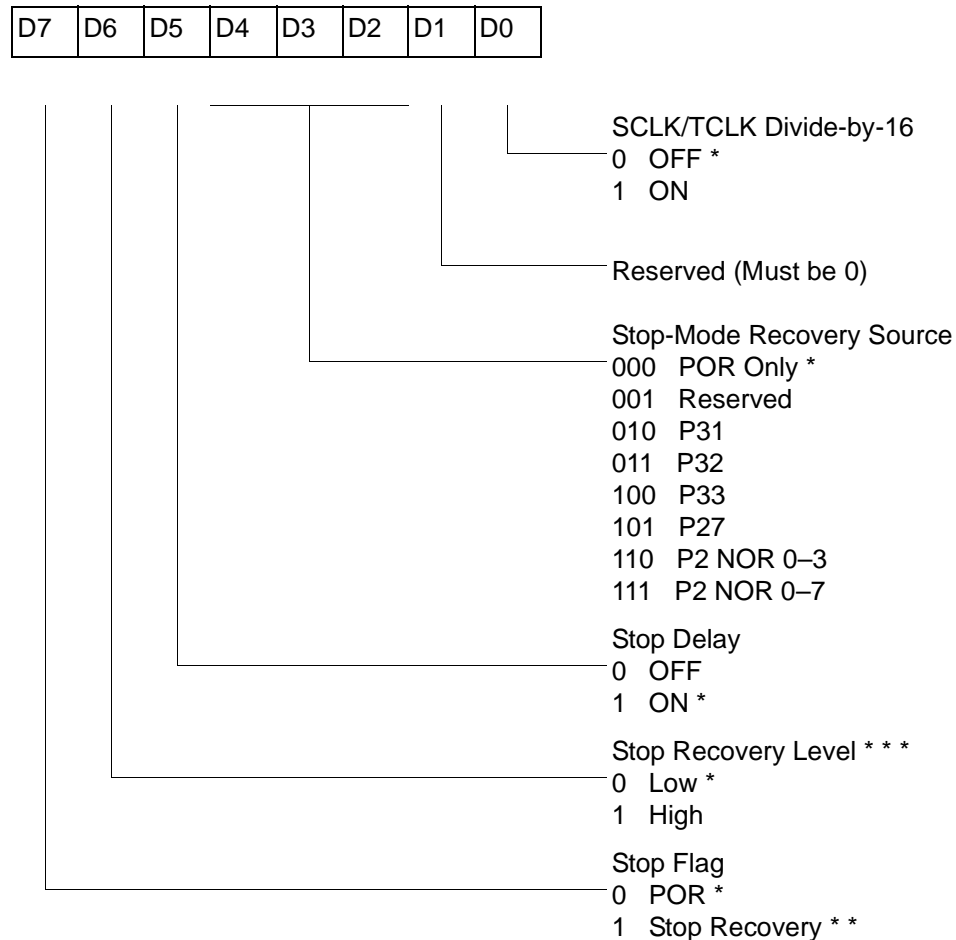 D7 D6 D5 D4 D3 D2 D1 D0
SCLK/TCLK Divide-by-16
0 OFF *
1 ON
Reserved (Must be 0)
Stop-Mode Recovery Source
000 POR Only *
001 Reserved
010 P31
011 P32
100 P33
101 P27
110 P2 NOR 0–3
111 P2 NOR 0–7
Stop Delay
0 OFF
1 ON *
Stop Recovery Level * * *
0 Low *
1 High
Stop Flag
0 POR *
1 Stop Recovery * *